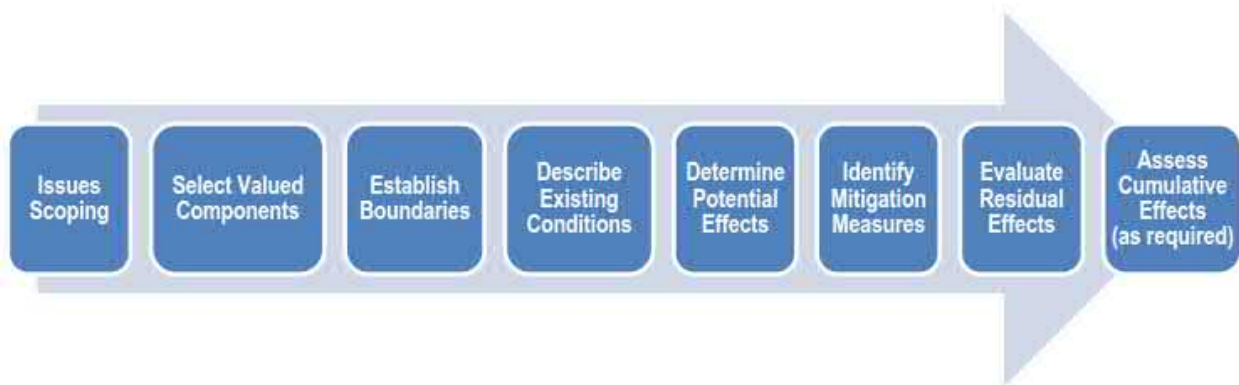 Issues
Scoping
Select Valued
Components
Establish
Boundaries
Describe
Existing
Conditions
Determine
Potential
Effects
Identify
Mitigation
Measures
Evaluate
Residual
Effects
Assess
Cumulative
Effects
(as required)